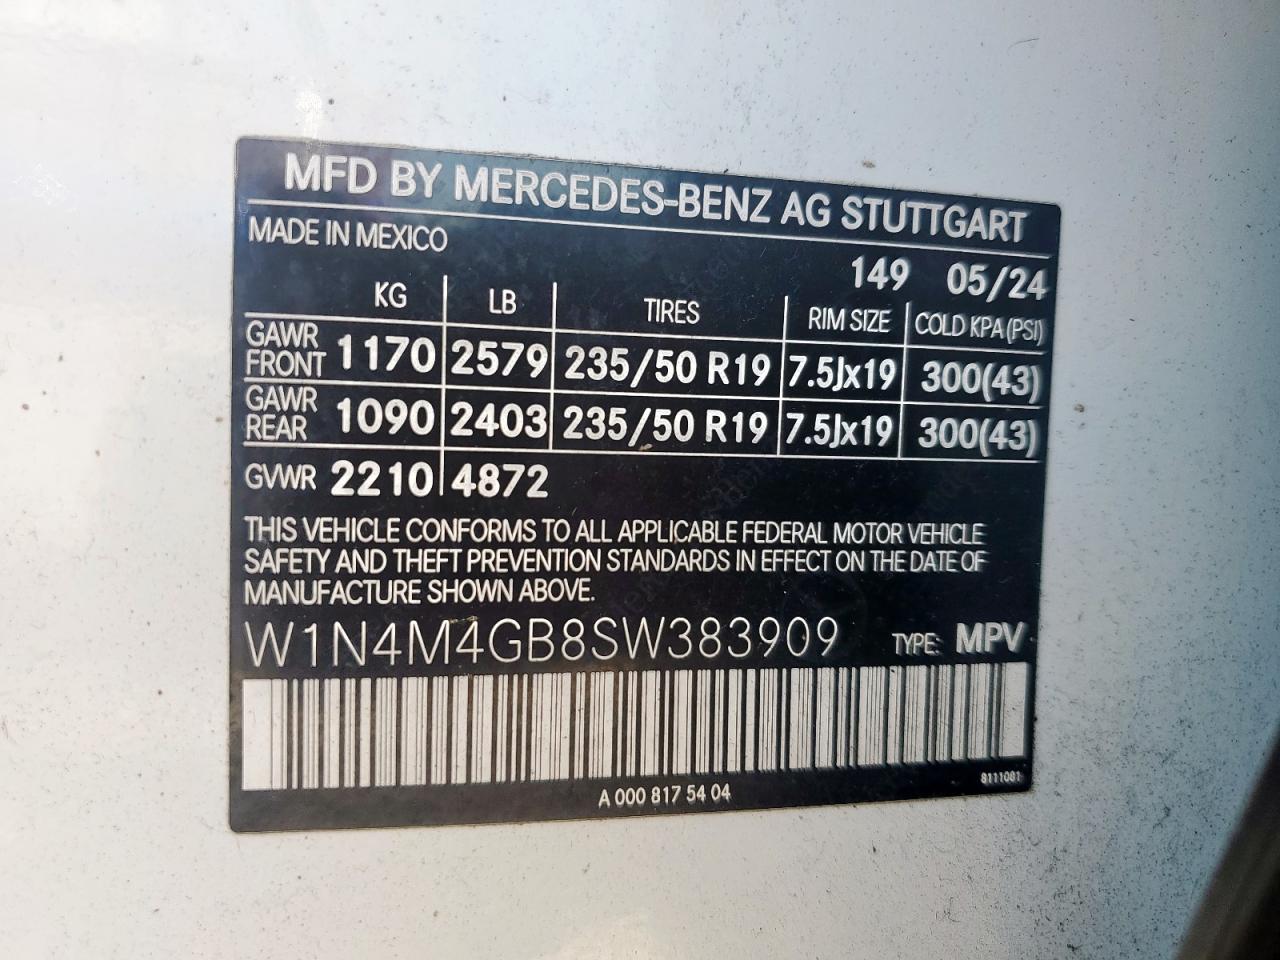 MFD BY MERCEDES-BENZ AG STUTTGART
MADE IN MEXICO
149 05/24
KG LB TIRES RIM SIZE COLD KPA(PSI)
GAWR FRONT 1170 2579 235/50 R19 7.5Jx19 300(43)
GAWR REAR 1090 2403 235/50 R19 7.5Jx19 300(43)
GVWR 2210 4872
THIS VEHICLE CONFORMS TO ALL APPLICABLE FEDERAL MOTOR VEHICLE
SAFETY AND THEFT PREVENTION STANDARDS IN EFFECT ON THE DATE OF
MANUFACTURE SHOWN ABOVE.
W1N4M4GB8SW383909 TYPE: MPV
8111081
A 000 817 54 04